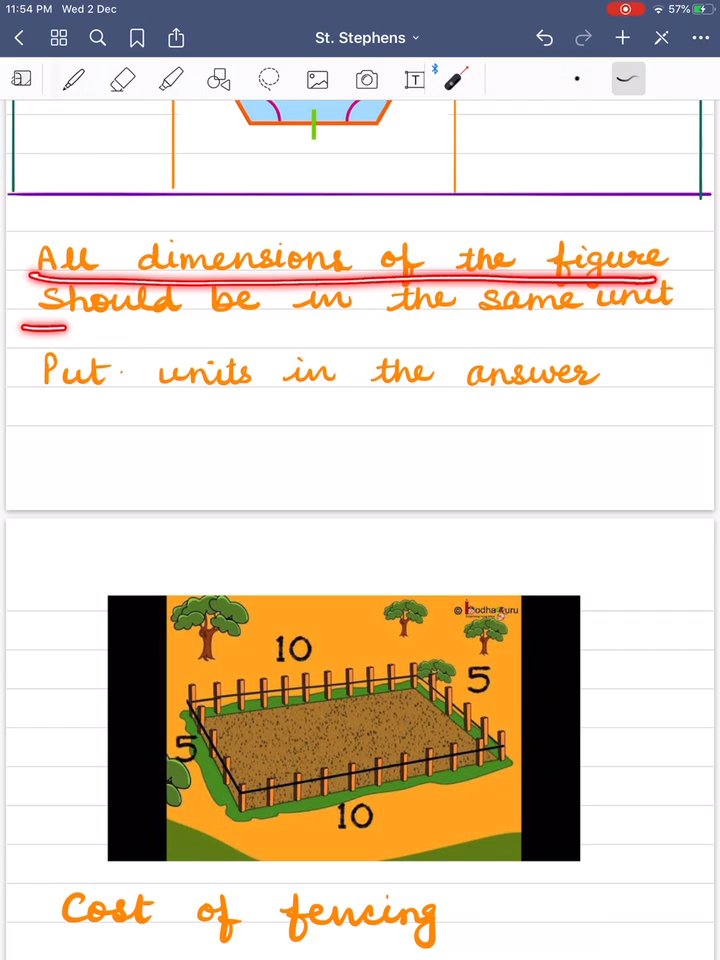 11:54 PM Wed 2 Dec
57%
St. Stephens
T
All dimensions of the figure
Should be in the same unit
Put units in the answer
© bodhaguru
10
5
5
10
Cost of fencing